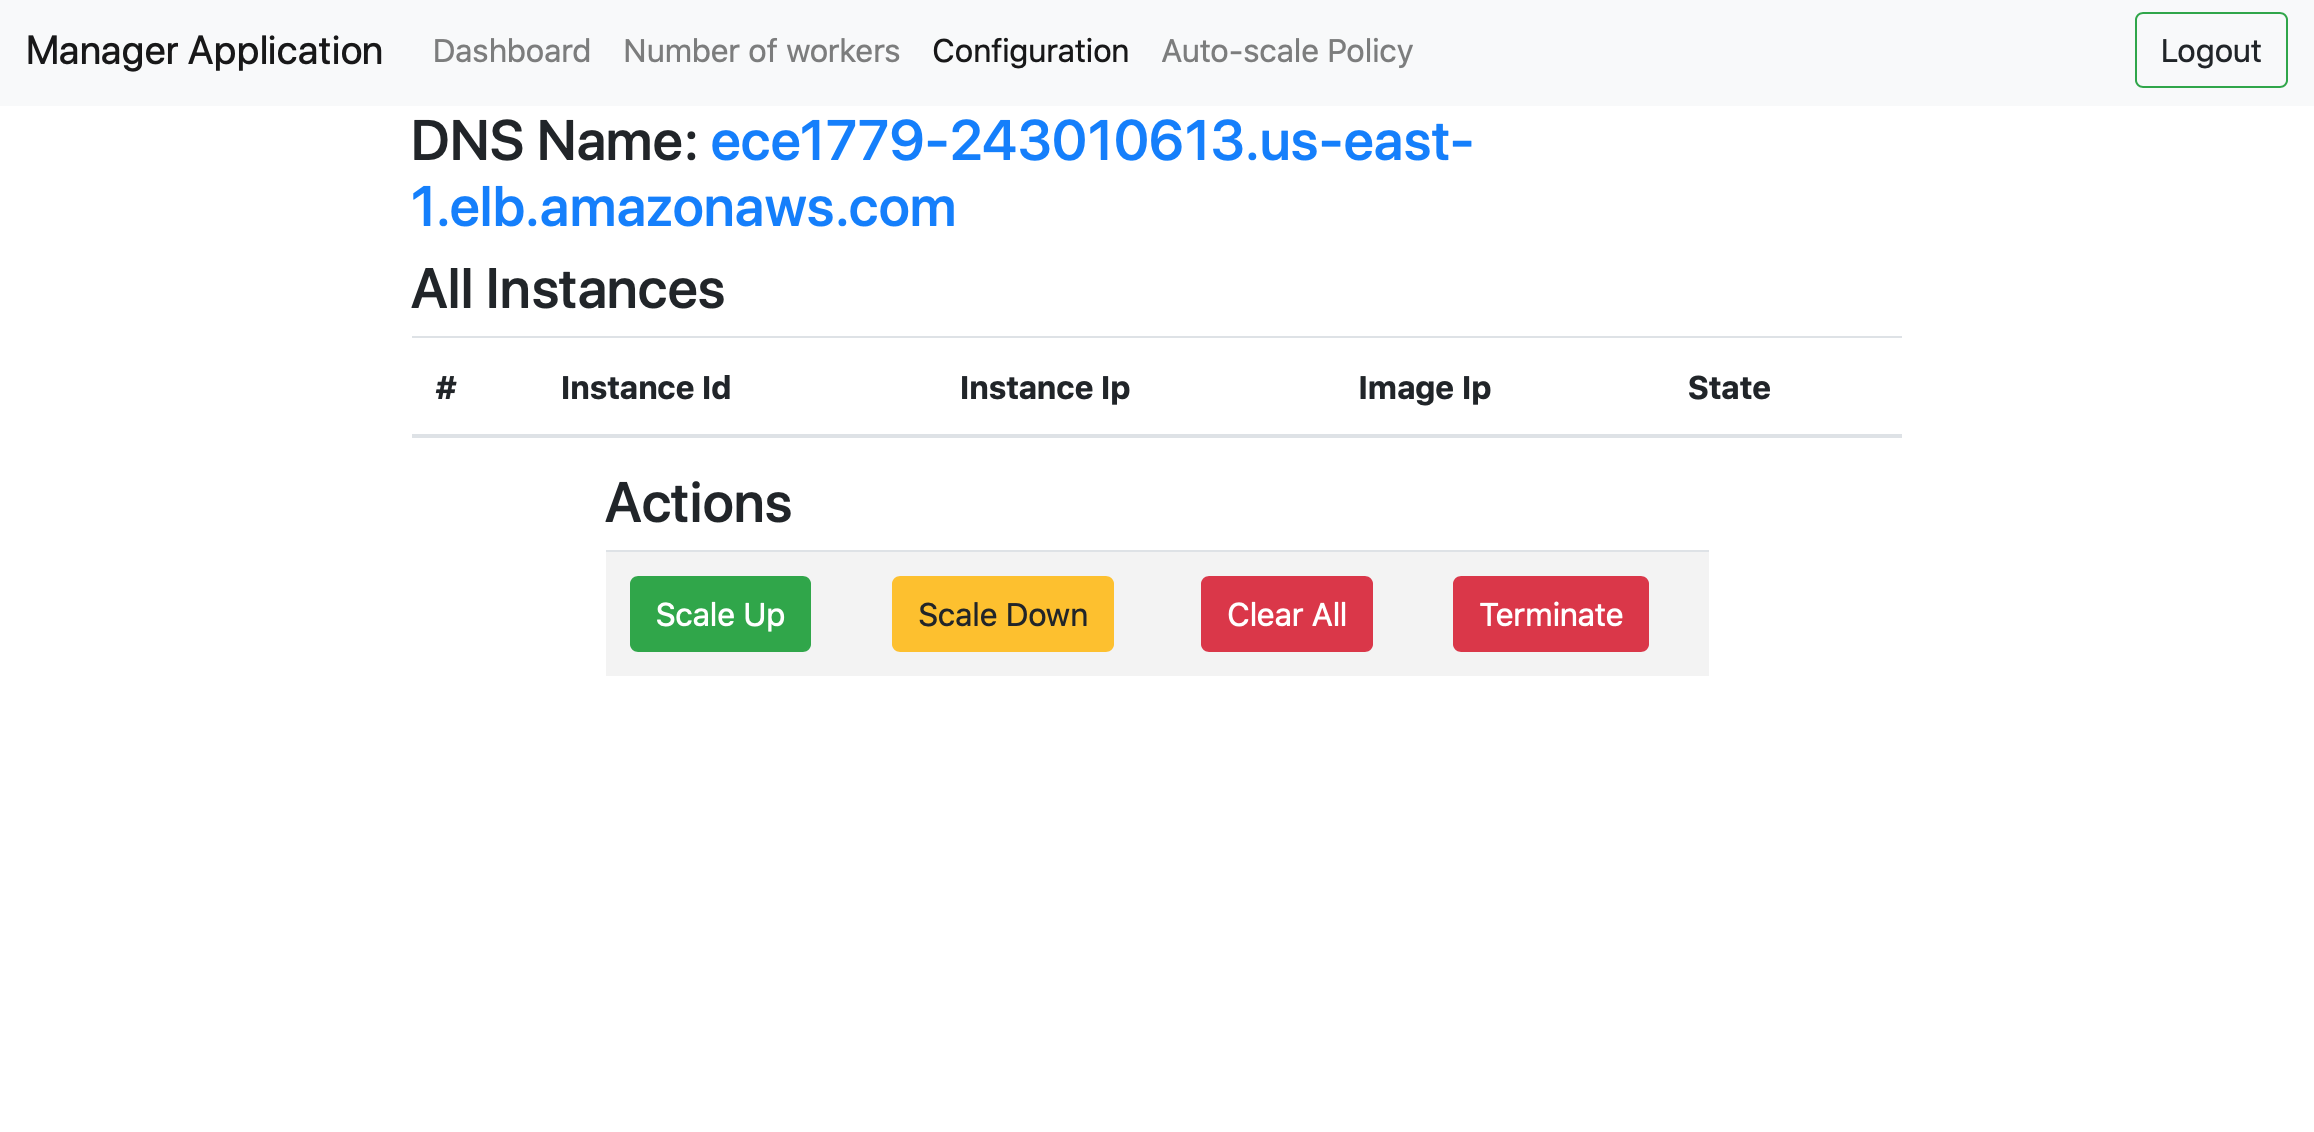 Manager Application Dashboard Number of workers Configuration Auto-scale Policy Logout
DNS Name: ece1779-243010613.us-east-
1.elb.amazonaws.com
All Instances
# Instance Id Instance Ip Image Ip State
Actions
Scale Up Scale Down Clear All Terminate